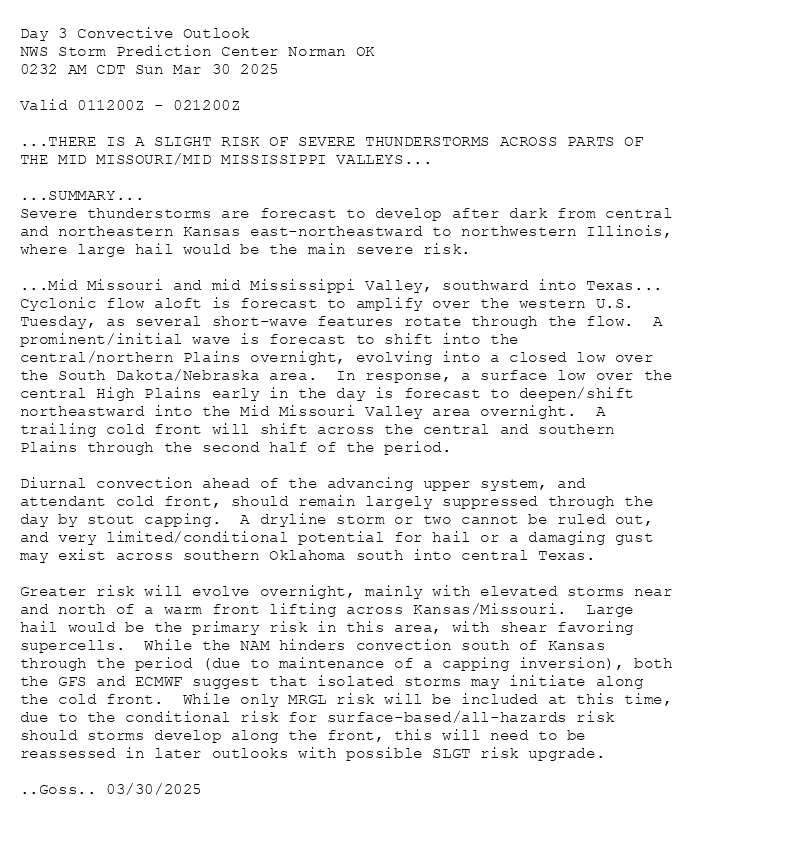 Day 3 Convective Outlook
NWS Storm Prediction Center Norman OK
0232 AM CDT Sun Mar 30 2025
Valid 011200Z - 021200Z
...THERE IS A SLIGHT RISK OF SEVERE THUNDERSTORMS ACROSS PARTS OF
THE MID MISSOURI/MID MISSISSIPPI VALLEYS...
...SUMMARY...
Severe thunderstorms are forecast to develop after dark from central
and northeastern Kansas east-northeastward to northwestern Illinois,
where large hail would be the main severe risk.
...Mid Missouri and mid Mississippi Valley, southward into Texas...
Cyclonic flow aloft is forecast to amplify over the western U.S.
Tuesday, as several short-wave features rotate through the flow.  A
prominent/initial wave is forecast to shift into the
central/northern Plains overnight, evolving into a closed low over
the South Dakota/Nebraska area.  In response, a surface low over the
central High Plains early in the day is forecast to deepen/shift
northeastward into the Mid Missouri Valley area overnight.  A
trailing cold front will shift across the central and southern
Plains through the second half of the period.
Diurnal convection ahead of the advancing upper system, and
attendant cold front, should remain largely suppressed through the
day by stout capping.  A dryline storm or two cannot be ruled out,
and very limited/conditional potential for hail or a damaging gust
may exist across southern Oklahoma south into central Texas.
Greater risk will evolve overnight, mainly with elevated storms near
and north of a warm front lifting across Kansas/Missouri.  Large
hail would be the primary risk in this area, with shear favoring
supercells.  While the NAM hinders convection south of Kansas
through the period (due to maintenance of a capping inversion), both
the GFS and ECMWF suggest that isolated storms may initiate along
the cold front.  While only MRGL risk will be included at this time,
due to the conditional risk for surface-based/all-hazards risk
should storms develop along the front, this will need to be
reassessed in later outlooks with possible SLGT risk upgrade.
..Goss.. 03/30/2025